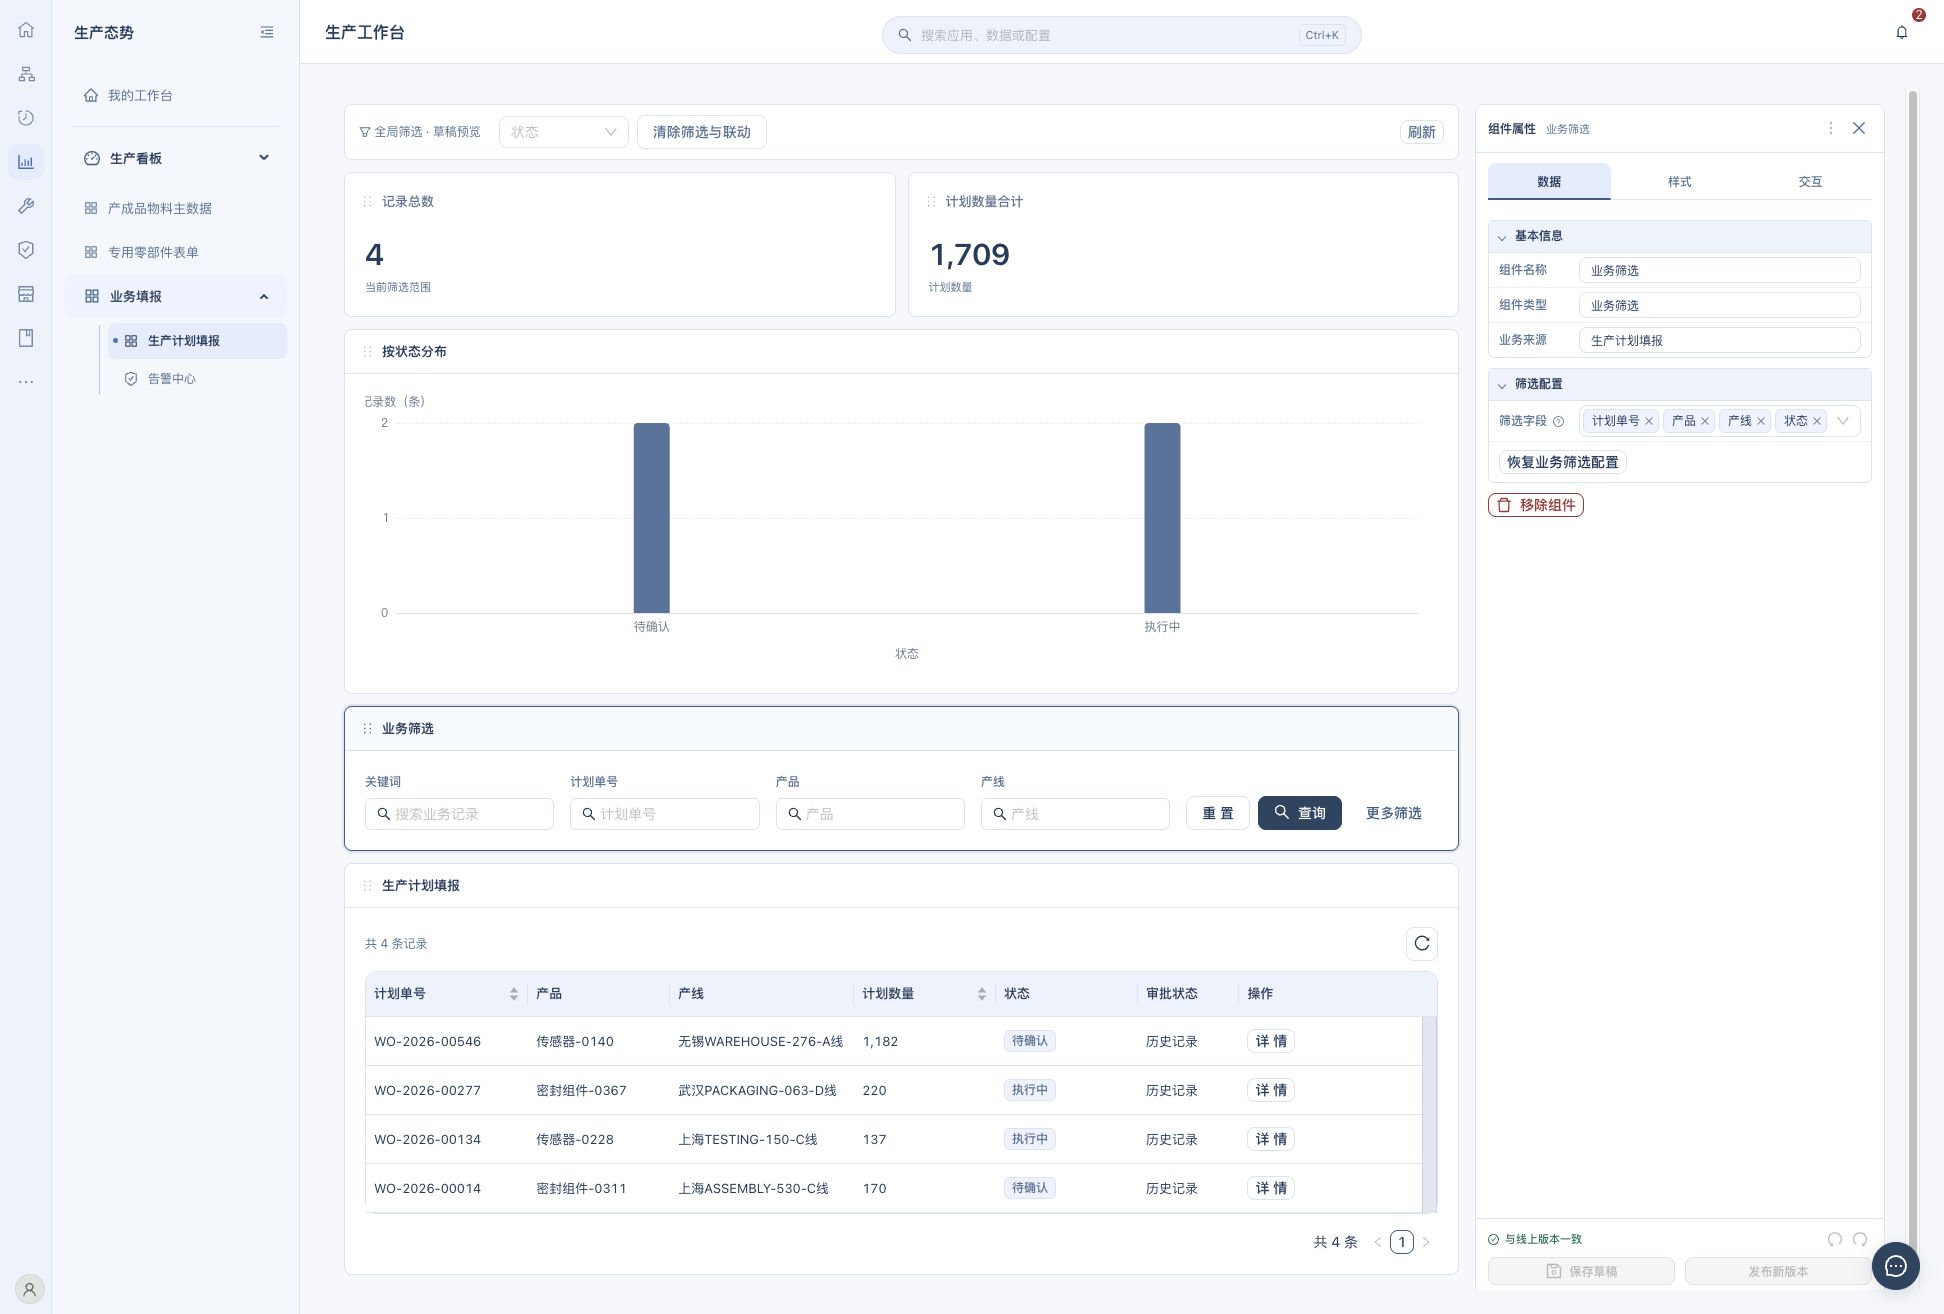 生产态势
生产工作台
搜索应用、数据或配置
Ctrl+K
2
我的工作台
生产看板
产成品物料主数据
专用零部件表单
业务填报
生产计划填报
告警中心
全局筛选 · 草稿预览
状态
清除筛选与联动
刷新
记录总数
4
当前筛选范围
计划数量合计
1,709
计划数量
按状态分布
记录数（条）
2
1
0
待确认
执行中
状态
业务筛选
关键词
计划单号
产品
产线
搜索业务记录
计划单号
产品
产线
重 置
查询
更多筛选
生产计划填报
共 4 条记录
计划单号 产品 产线 计划数量 状态 审批状态 操作
WO-2026-00546 传感器-0140 无锡WAREHOUSE-276-A线 1,182 待确认 历史记录 详 情
WO-2026-00277 密封组件-0367 武汉PACKAGING-063-D线 220 执行中 历史记录 详 情
WO-2026-00134 传感器-0228 上海TESTING-150-C线 137 执行中 历史记录 详 情
WO-2026-00014 密封组件-0311 上海ASSEMBLY-530-C线 170 待确认 历史记录 详 情
共 4 条
1
组件属性 业务筛选
数据
样式
交互
基本信息
组件名称 业务筛选
组件类型 业务筛选
业务来源 生产计划填报
筛选配置
筛选字段 计划单号 产品 产线 状态
恢复业务筛选配置
移除组件
与线上版本一致
保存草稿
发布新版本